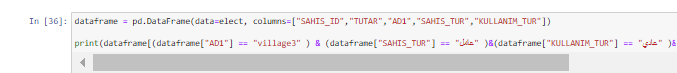 In [36]: dataframe = pd.DataFrame(data=elect, columns=["SAHIS_ID","TUTAR","AD1","SAHIS_TUR","KULLANIM_TUR"])
print(dataframe[(dataframe["AD1"] == "village3" ) & (dataframe["SAHIS_TUR"] == "" )&(dataframe["KULLANIM_TUR"] == "عادي" )&